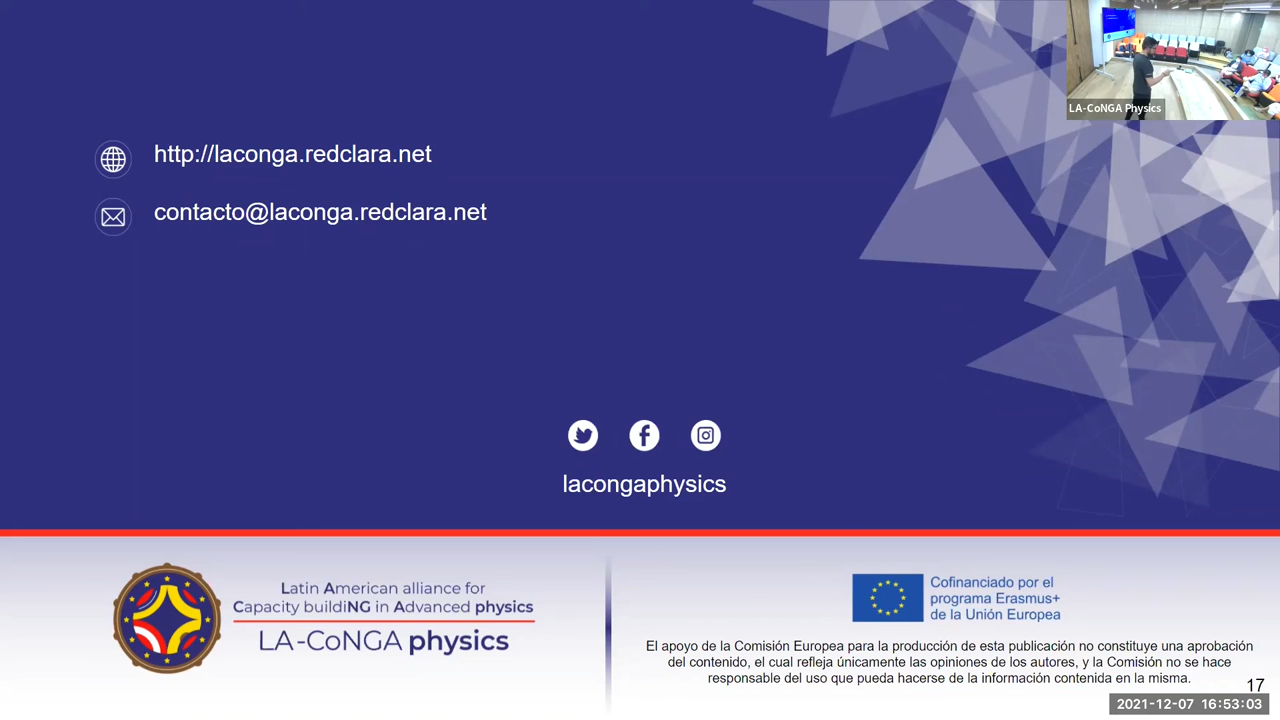 LA-CoNGA Physics
http://laconga.redclara.net
contacto@laconga.redclara.net
lacongaphysics
Latin American alliance for
Capacity buildiNG in Advanced physics
LA-CoNGA physics
Cofinanciado por el
programa Erasmus+
de la Unión Europea
El apoyo de la Comisión Europea para la producción de esta publicación no constituye una aprobación
del contenido, el cual refleja únicamente las opiniones de los autores, y la Comisión no se hace
responsable del uso que pueda hacerse de la información contenida en la misma.
17
2021-12-07 16:53:03